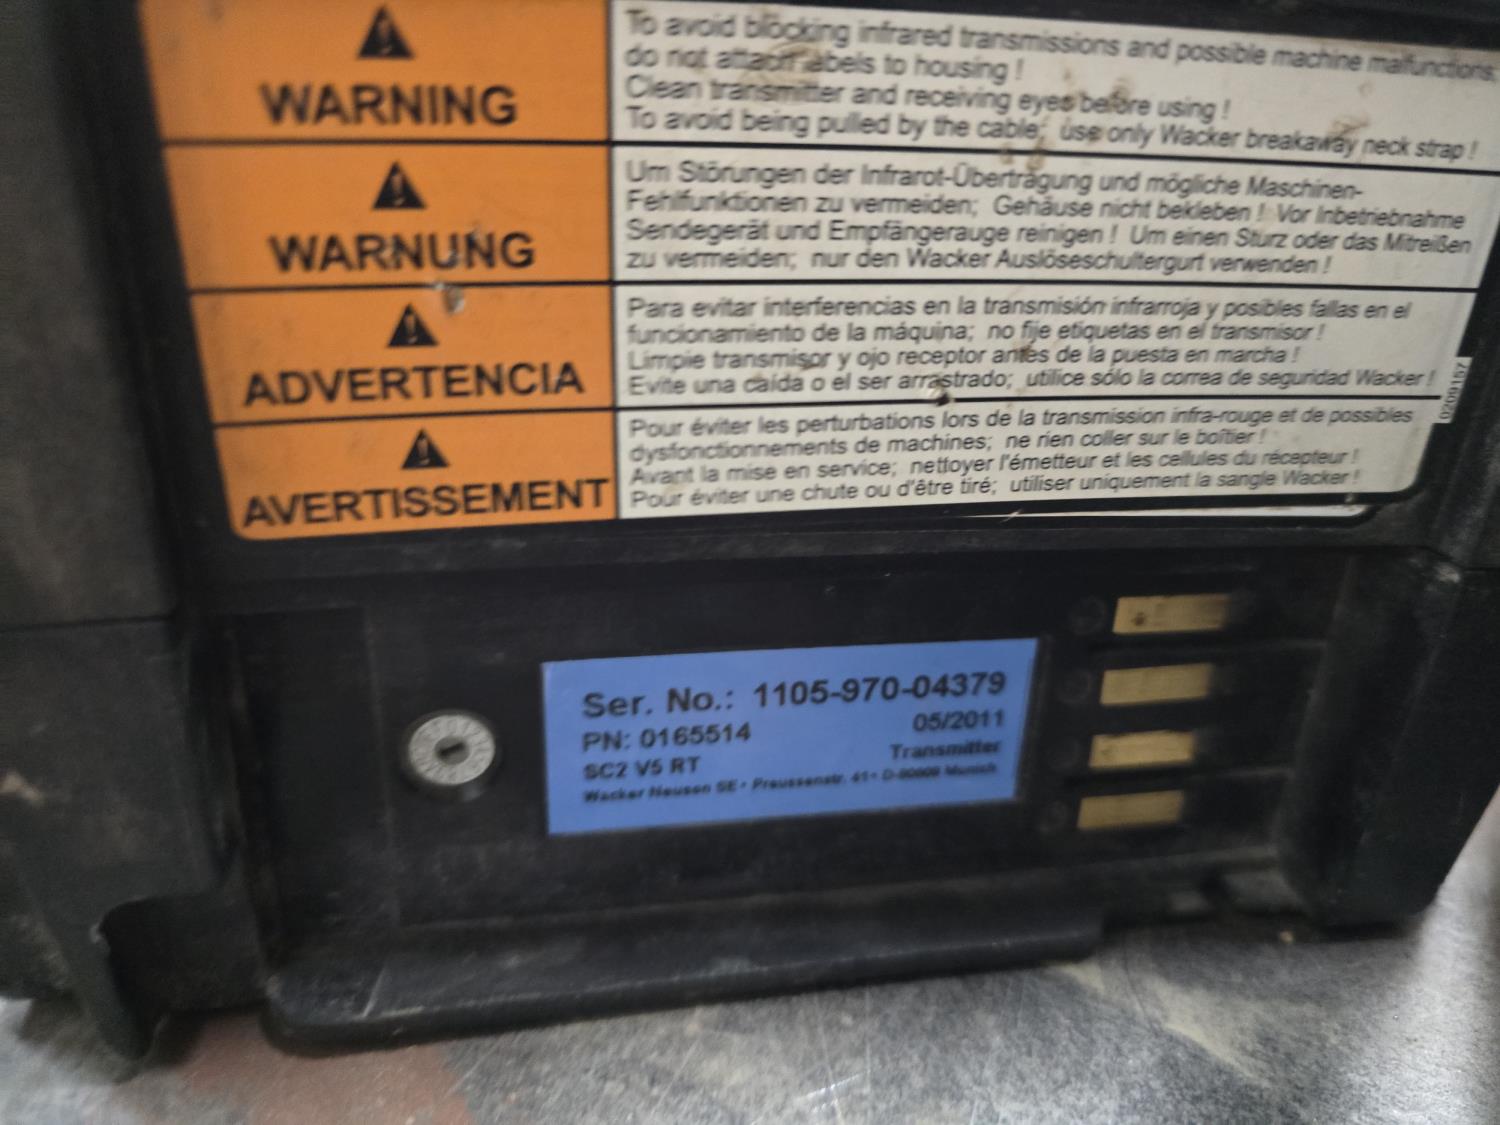 WARNING
To avoid blocking infrared transmissions and possible machine malfunctions,
do not attach labels to housing !
Clean transmitter and receiving eyes before using !
To avoid being pulled by the cable; use only Wacker breakaway neck strap !
WARNUNG
Um Störungen der Infrarot-Übertragung und mögliche Maschinen-
Fehlfunktionen zu vermeiden; Gehäuse nicht bekleben ! Vor Inbetriebnahme
Sendegerät und Empfängerauge reinigen ! Um einen Sturz oder das Mitreißen
zu vermeiden; nur den Wacker Auslöseschultergurt verwenden !
ADVERTENCIA
Para evitar interferencias en la transmisión infrarroja y posibles fallas en el
funcionamiento de la máquina; no fije etiquetas en el transmisor !
Limpie transmisor y ojo receptor antes de la puesta en marcha !
Evite una caída o el ser arrastrado; utilice sólo la correa de seguridad Wacker !
0209157
AVERTISSEMENT
Pour éviter les perturbations lors de la transmission infra-rouge et de possibles
dysfonctionnements de machines; ne rien coller sur le boîtier !
Avant la mise en service; nettoyer l'émetteur et les cellules du récepteur !
Pour éviter une chute ou d'être tiré; utiliser uniquement la sangle Wacker !
Ser. No.: 1105-970-04379
PN: 0165514 05/2011
SC2 V5 RT Transmitter
Wacker Neuson SE • Preussenstr. 41 • D-80809 Munich